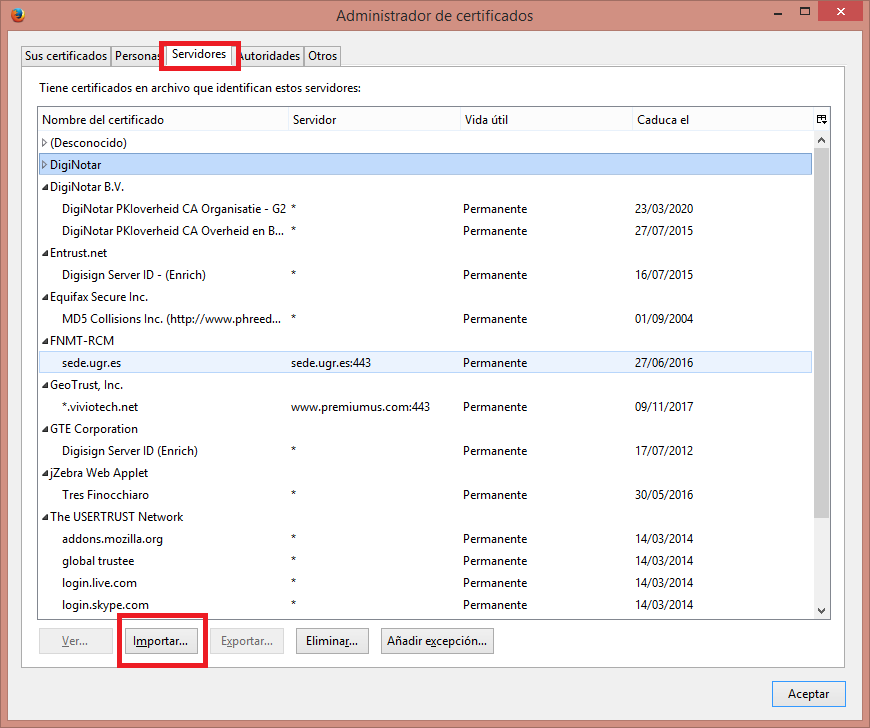 Administrador de certificados
Sus certificados Personas Servidores Autoridades Otros
Tiene certificados en archivo que identifican estos servidores:
Nombre del certificado Servidor Vida útil Caduca el
(Desconocido)
DigiNotar
DigiNotar B.V.
DigiNotar PKIoverheid CA Organisatie - G2 * Permanente 23/03/2020
DigiNotar PKIoverheid CA Overheid en B... * Permanente 27/07/2015
Entrust.net
Digisign Server ID - (Enrich) * Permanente 16/07/2015
Equifax Secure Inc.
MD5 Collisions Inc. (http://www.phreed... * Permanente 01/09/2004
FNMT-RCM
sede.ugr.es sede.ugr.es:443 Permanente 27/06/2016
GeoTrust, Inc.
*.viviotech.net www.premiumus.com:443 Permanente 09/11/2017
GTE Corporation
Digisign Server ID (Enrich) * Permanente 17/07/2012
jZebra Web Applet
Tres Finocchiaro * Permanente 30/05/2016
The USERTRUST Network
addons.mozilla.org * Permanente 14/03/2014
global trustee * Permanente 14/03/2014
login.live.com * Permanente 14/03/2014
login.skype.com * Permanente 14/03/2014
Ver... Importar... Exportar... Eliminar... Añadir excepción...
Aceptar